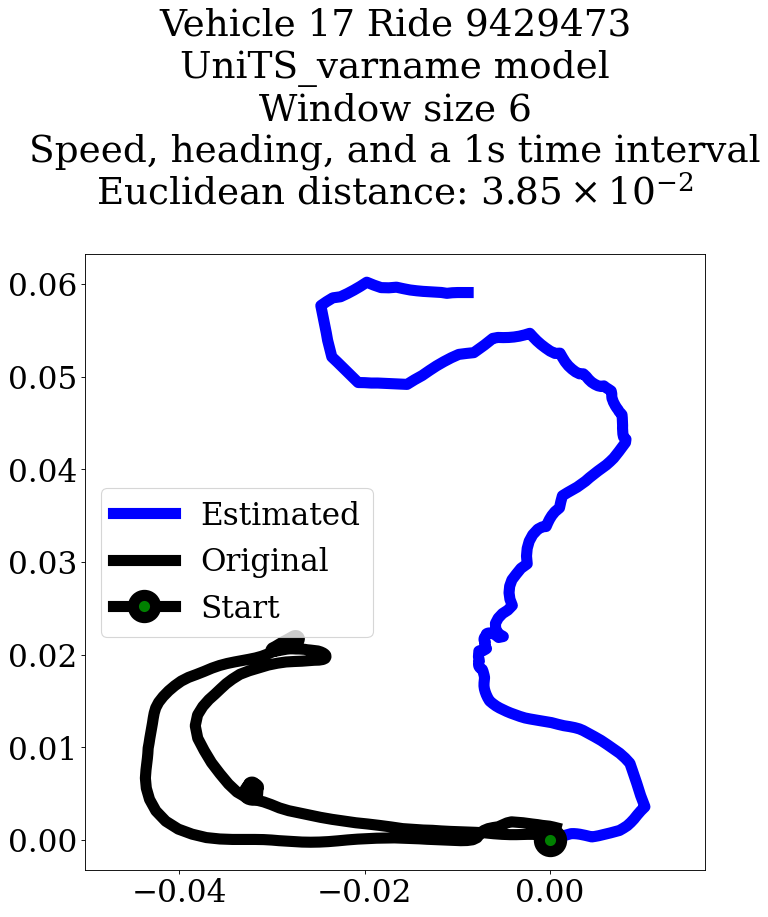 Vehicle 17 Ride 9429473
UniTS_varname model
Window size 6
Speed, heading, and a 1s time interval
Euclidean distance: 3.85 × 10⁻²
0.06
0.05
0.04
Estimated
0.03
Original
Start
0.02
0.01
0.00
−0.04 −0.02 0.00